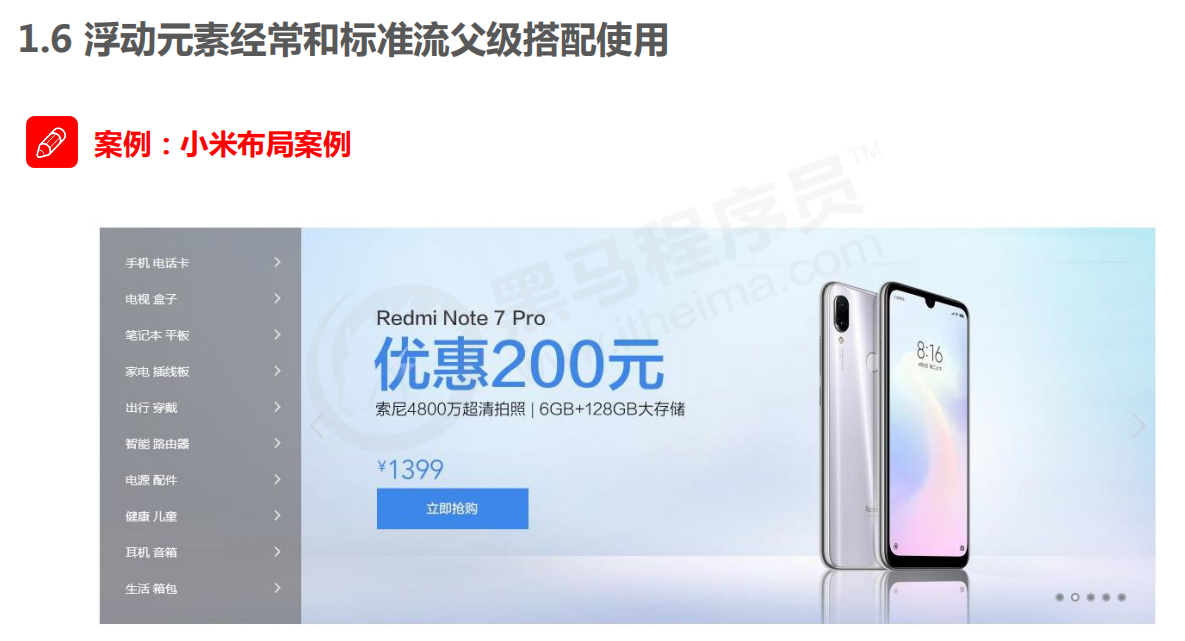 1.6 浮动元素经常和标准流父级搭配使用
案例：小米布局案例
黑马程序员™
itheima.com
手机 电话卡
电视 盒子
笔记本 平板
家电 插线板
出行 穿戴
智能 路由器
电源 配件
健康 儿童
耳机 音箱
生活 箱包
Redmi Note 7 Pro
优惠200元
索尼4800万超清拍照 | 6GB+128GB大存储
¥1399
立即抢购
8:16